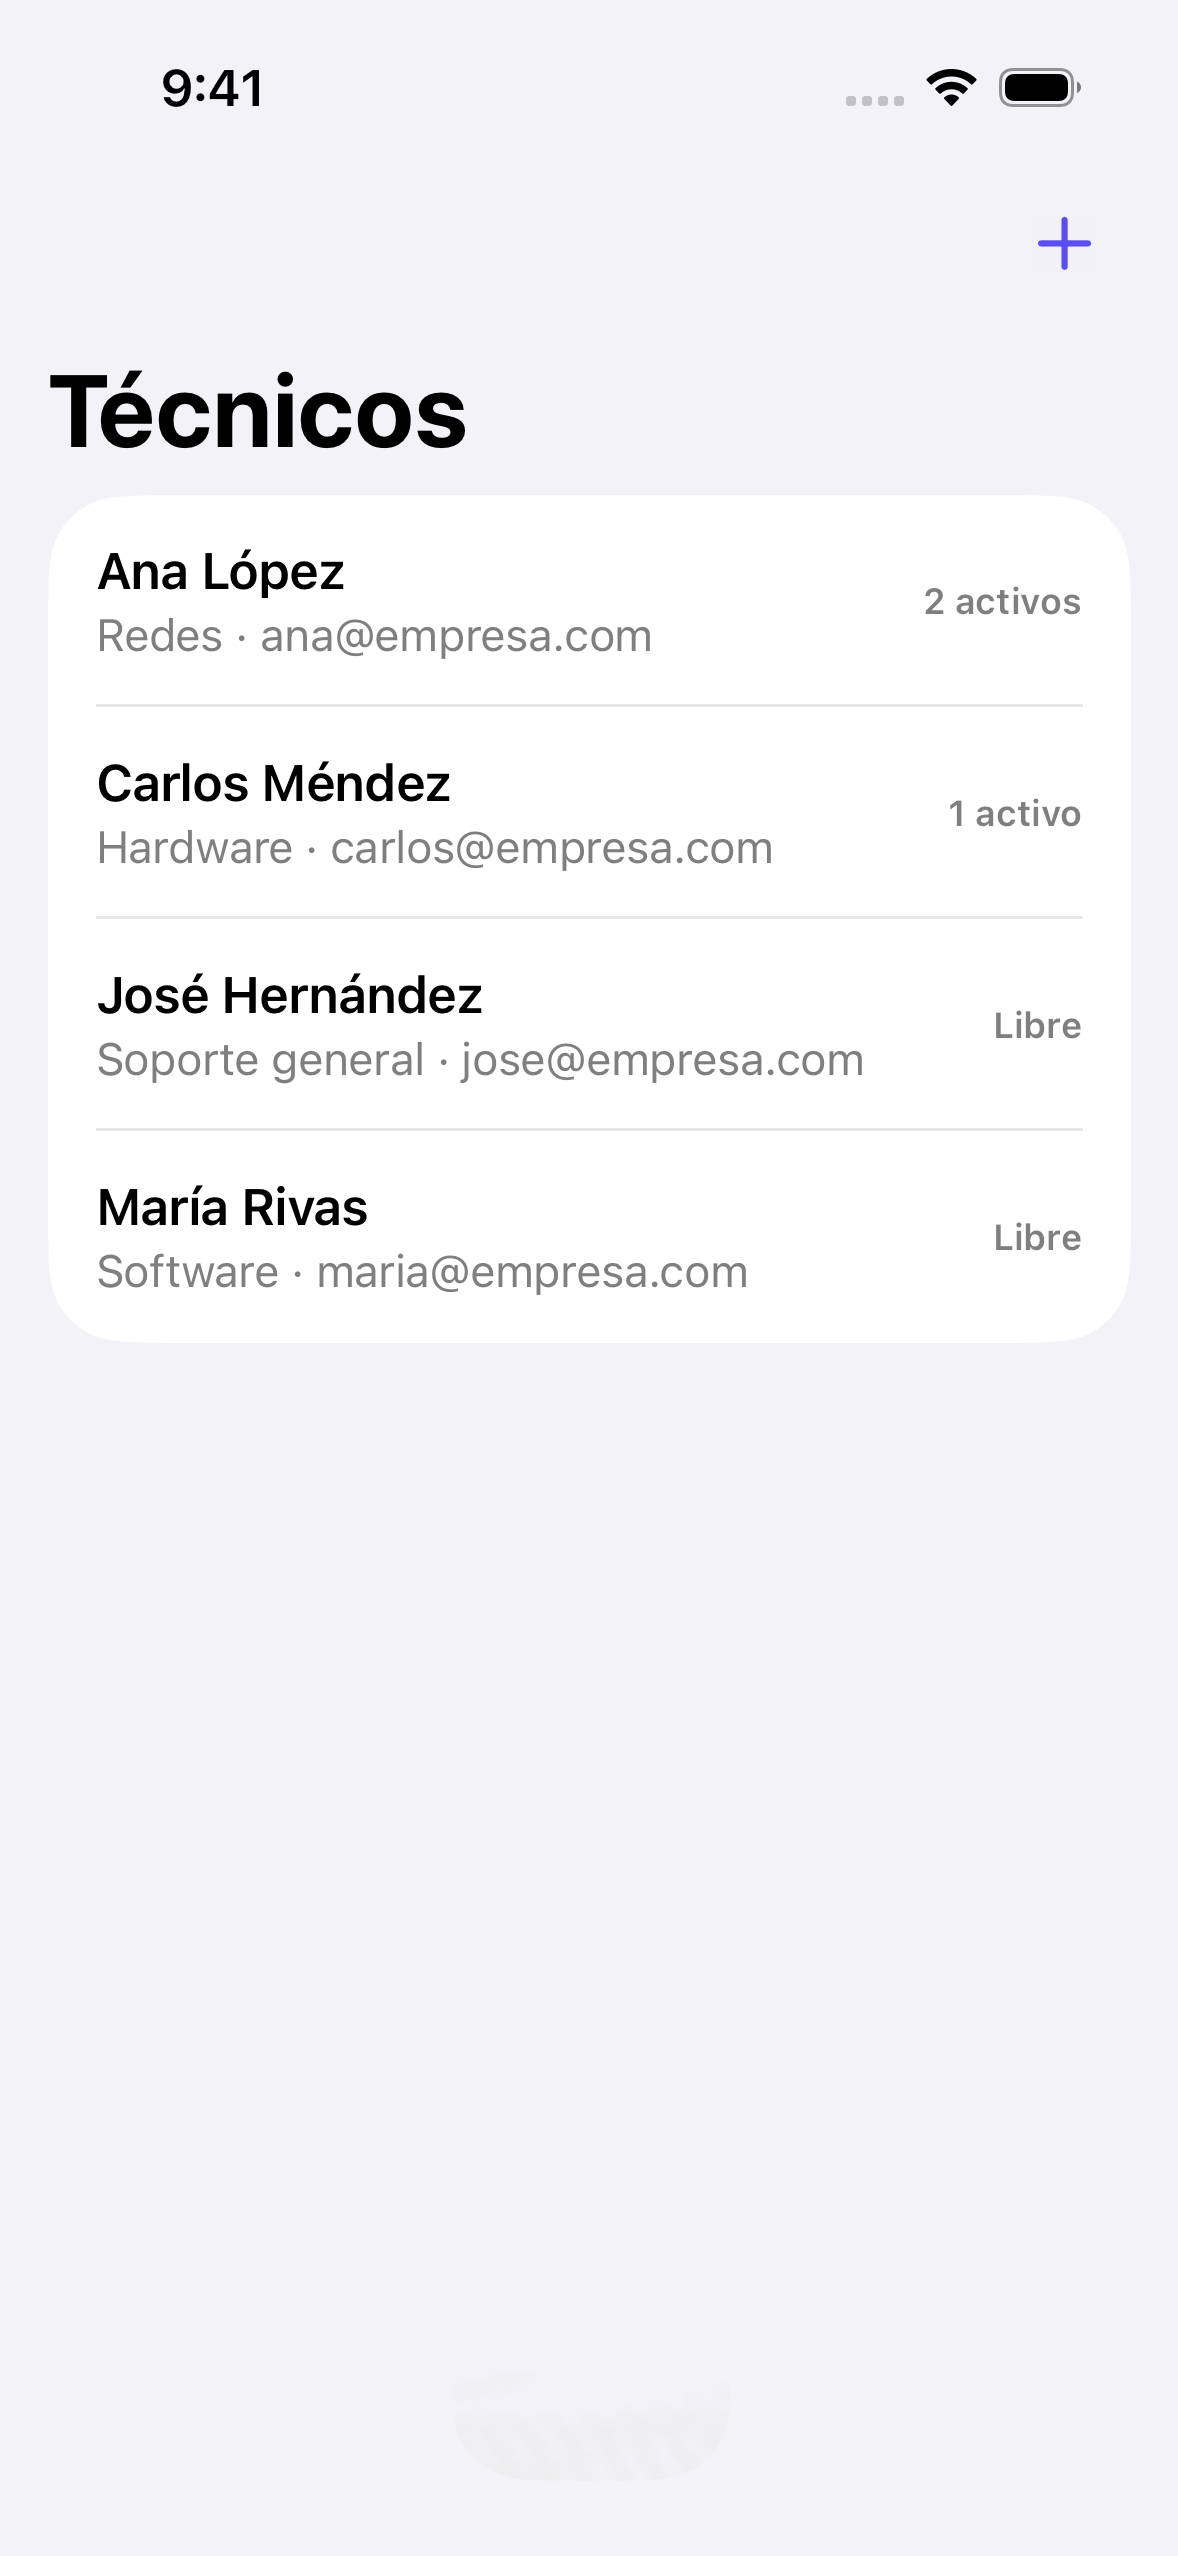 9:41
Técnicos
Ana López
Redes · ana@empresa.com
2 activos
Carlos Méndez
Hardware · carlos@empresa.com
1 activo
José Hernández
Soporte general · jose@empresa.com
Libre
María Rivas
Software · maria@empresa.com
Libre